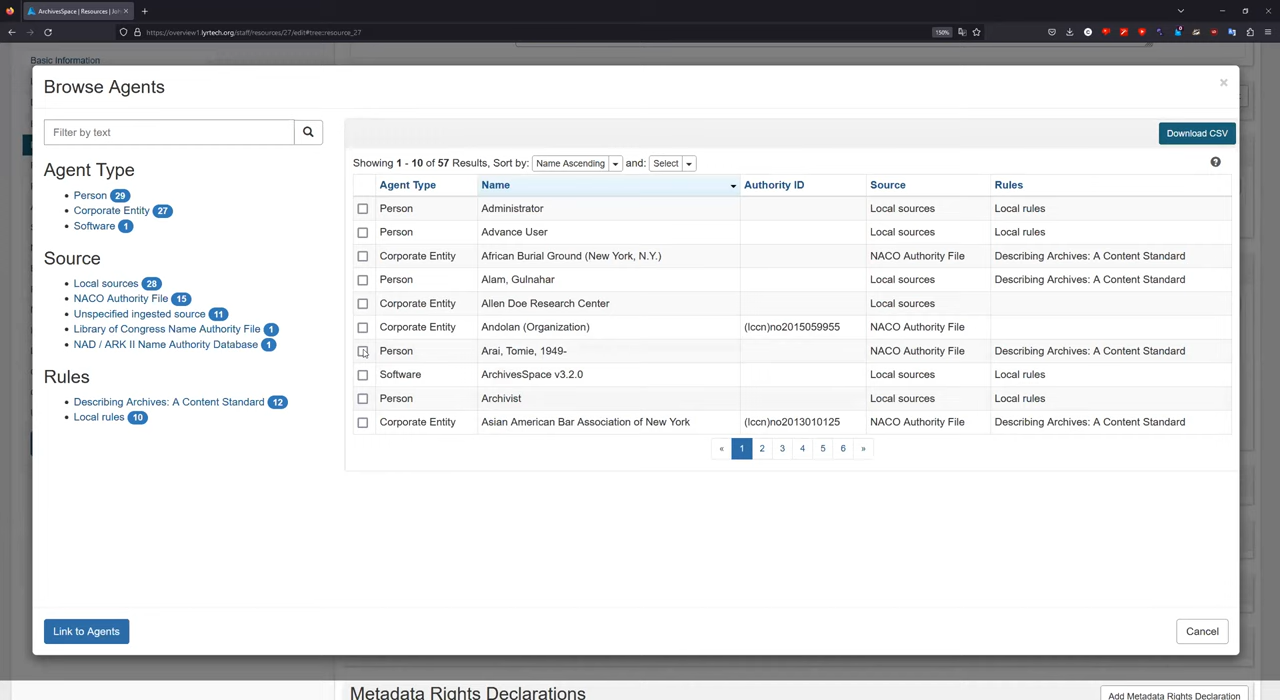 ArchivesSpace | Resources | Jan
https://overview1.lyrtech.org/staff/resources/27/edit#tree::resource_27
150%
Basic Information
Browse Agents
×
Filter by text
Download CSV
Agent Type
Person 29
Corporate Entity 27
Software 1
Source
Local sources 28
NACO Authority File 15
Unspecified ingested source 11
Library of Congress Name Authority File 1
NAD / ARK II Name Authority Database 1
Rules
Describing Archives: A Content Standard 12
Local rules 10
Showing 1 - 10 of 57 Results, Sort by: Name Ascending and: Select
Agent Type Name Authority ID Source Rules
Person Administrator Local sources Local rules
Person Advance User Local sources Local rules
Corporate Entity African Burial Ground (New York, N.Y.) NACO Authority File Describing Archives: A Content Standard
Person Alam, Gulnahar NACO Authority File Describing Archives: A Content Standard
Corporate Entity Allen Doe Research Center Local sources
Corporate Entity Andolan (Organization) (lccn)no2015059955 NACO Authority File
Person Arai, Tomie, 1949- NACO Authority File Describing Archives: A Content Standard
Software ArchivesSpace v3.2.0 Local sources Local rules
Person Archivist Local sources Local rules
Corporate Entity Asian American Bar Association of New York (lccn)no2013010125 NACO Authority File Describing Archives: A Content Standard
« 1 2 3 4 5 6 »
Link to Agents
Cancel
Metadata Rights Declarations
Add Metadata Rights Declaration